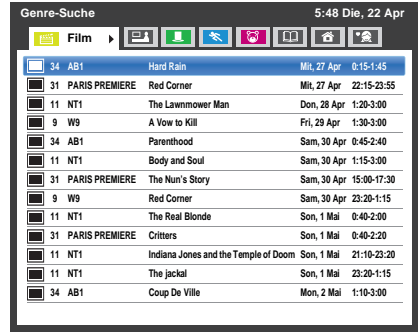 Genre-Suche 5:48 Die, 22 Apr
Film
34 AB1 Hard Rain Mit, 27 Apr 0:15-1:45
31 PARIS PREMIERE Red Corner Mit, 27 Apr 22:15-23:55
11 NT1 The Lawnmower Man Don, 28 Apr 1:20-3:00
9 W9 A Vow to Kill Fri, 29 Apr 1:30-3:00
34 AB1 Parenthood Sam, 30 Apr 0:45-2:40
11 NT1 Body and Soul Sam, 30 Apr 1:15-3:00
31 PARIS PREMIERE The Nun's Story Sam, 30 Apr 15:00-17:30
9 W9 Red Corner Sam, 30 Apr 23:20-1:15
11 NT1 The Real Blonde Son, 1 Mai 0:40-2:00
31 PARIS PREMIERE Critters Son, 1 Mai 0:40-2:20
11 NT1 Indiana Jones and the Temple of Doom Son, 1 Mai 21:10-23:20
11 NT1 The jackal Son, 1 Mai 23:20-1:15
34 AB1 Coup De Ville Mon, 2 Mai 1:10-3:00